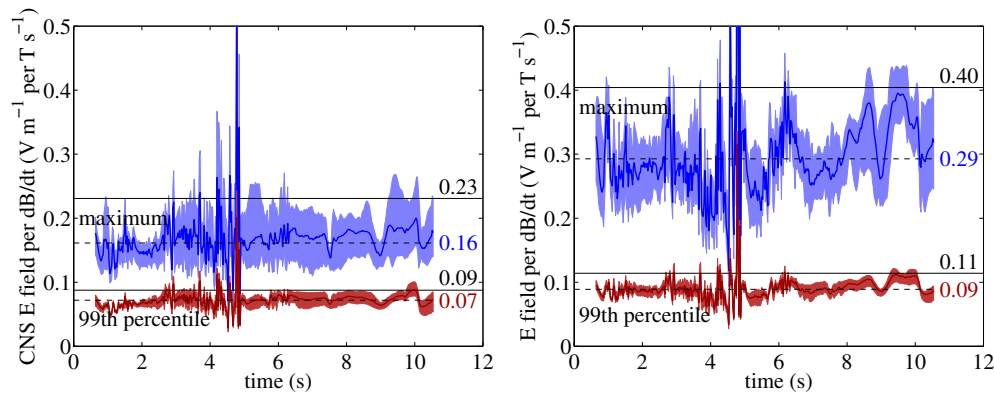 CNS E field per dB/dt (V m⁻¹ per T s⁻¹)
0.5
0.4
0.3
0.2
0.1
0
0.23
maximum
0.16
0.09
0.07
99th percentile
0 2 4 6 8 10 12
time (s)
E field per dB/dt (V m⁻¹ per T s⁻¹)
0.5
0.4
0.3
0.2
0.1
0
0.40
maximum
0.29
0.11
0.09
99th percentile
0 2 4 6 8 10 12
time (s)